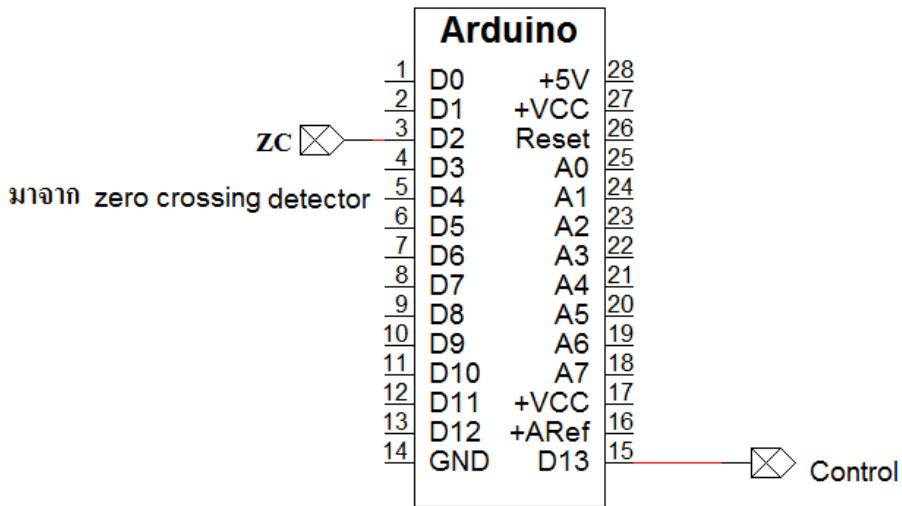 Arduino
1 D0 +5V 28
2 D1 +VCC 27
ZC 3 D2 Reset 26
4 D3 A0 25
มาจาก zero crossing detector 5 D4 A1 24
6 D5 A2 23
7 D6 A3 22
8 D7 A4 21
9 D8 A5 20
10 D9 A6 19
11 D10 A7 18
12 D11 +VCC 17
13 D12 +ARef 16
14 GND D13 15 Control